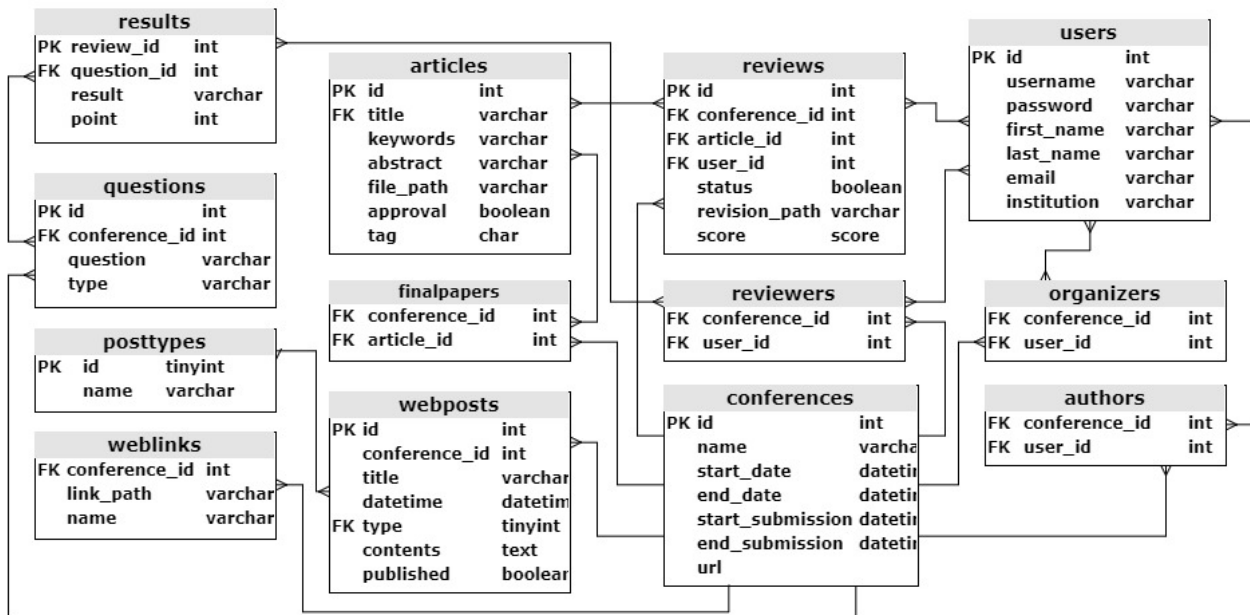 results
PK review_id int
FK question_id int
result varchar
point int
questions
PK id int
FK conference_id int
question varchar
type varchar
posttypes
PK id tinyint
name varchar
weblinks
FK conference_id int
link_path varchar
name varchar
articles
PK id int
FK title varchar
keywords varchar
abstract varchar
file_path varchar
approval boolean
tag char
finalpapers
FK conference_id int
FK article_id int
webposts
PK id int
conference_id int
title varchar
datetime datetim
FK type tinyint
contents text
published boolean
reviews
PK id int
FK conference_id int
FK article_id int
FK user_id int
status boolean
revision_path varchar
score score
reviewers
FK conference_id int
FK user_id int
conferences
PK id int
name varcha
start_date datetin
end_date datetin
start_submission datetin
end_submission datetin
url
users
PK id int
username varchar
password varchar
first_name varchar
last_name varchar
email varchar
institution varchar
organizers
FK conference_id int
FK user_id int
authors
FK conference_id int
FK user_id int